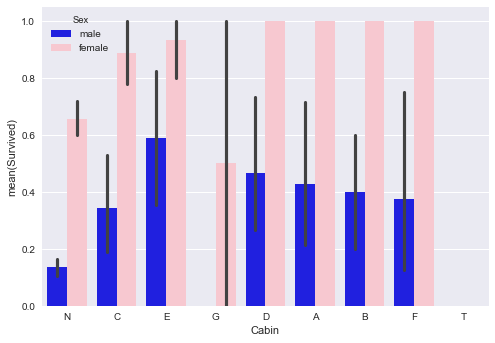 Sex
male
female
1.0
0.8
0.6
0.4
0.2
0.0
mean(Survived)
N C E G D A B F T
Cabin